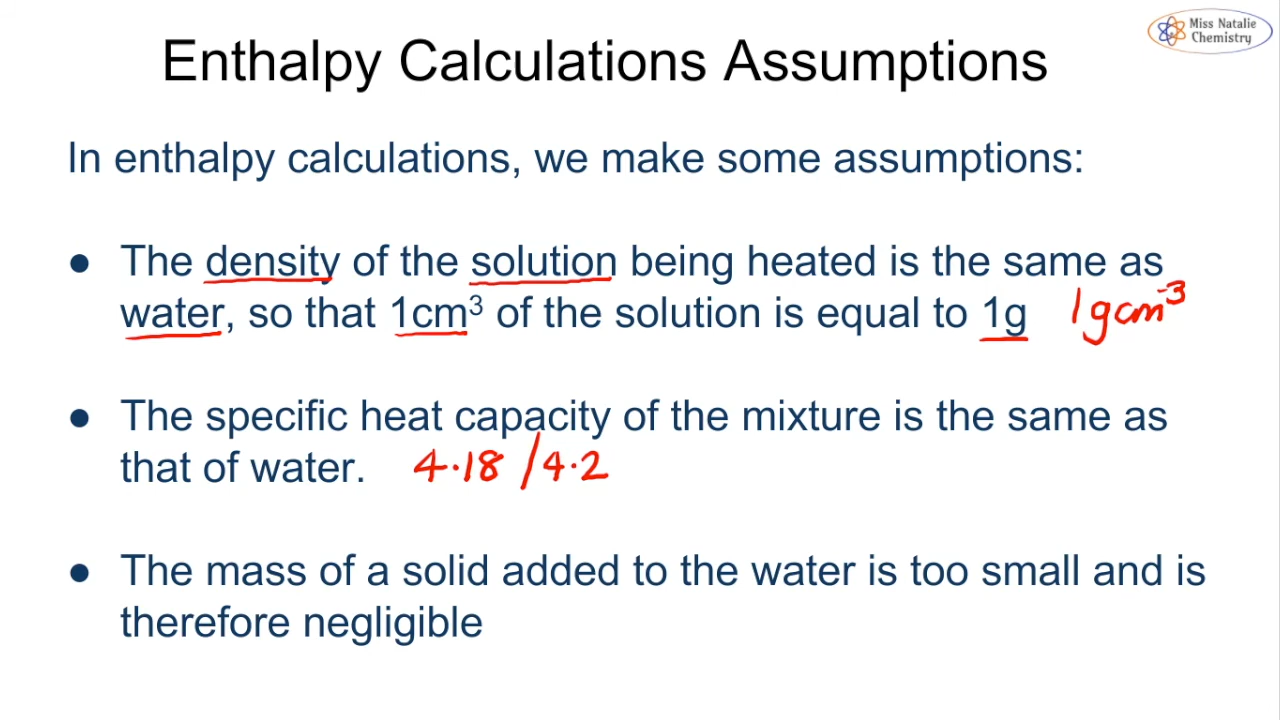 Miss Natalie
Chemistry
Enthalpy Calculations Assumptions
In enthalpy calculations, we make some assumptions:
● The density of the solution being heated is the same as
water, so that 1cm³ of the solution is equal to 1g 1gcm⁻³
● The specific heat capacity of the mixture is the same as
that of water. 4.18 / 4.2
● The mass of a solid added to the water is too small and is
therefore negligible